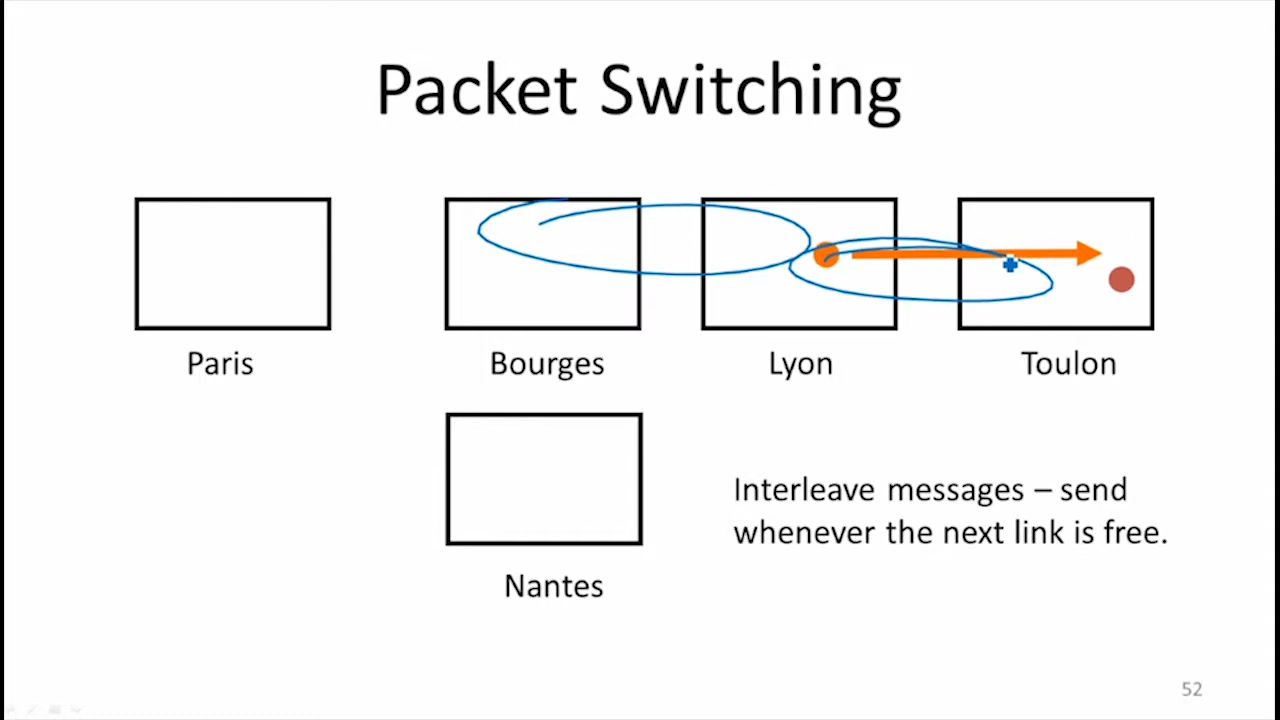 Packet Switching
Paris
Bourges
Lyon
Toulon
Nantes
Interleave messages – send
whenever the next link is free.
52